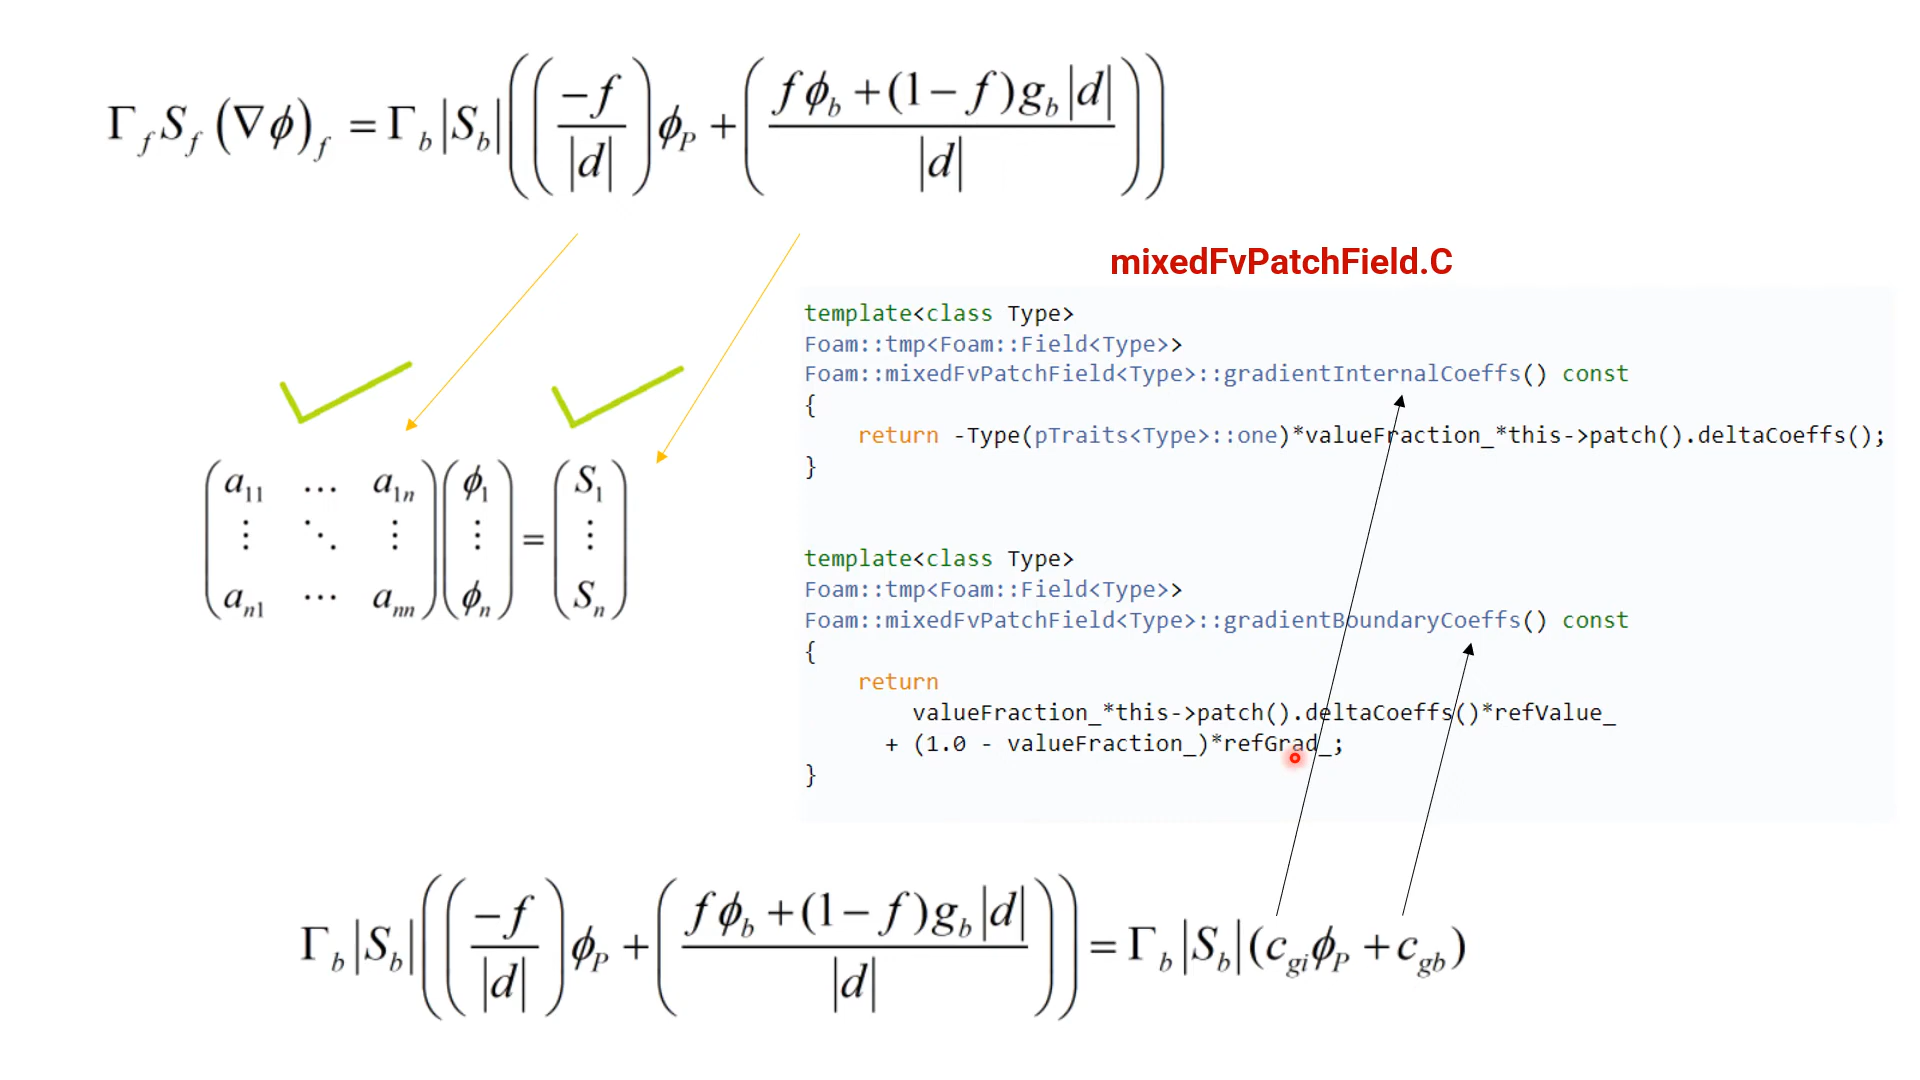 Γ_f S_f (∇ϕ)_f = Γ_b |S_b| ( ( (−f / |d|) ϕ_P + ( (f ϕ_b + (1 − f) g_b |d|) / |d| ) ) )
mixedFvPatchField.C
template<class Type>
Foam::tmp<Foam::Field<Type>>
Foam::mixedFvPatchField<Type>::gradientInternalCoeffs() const
{
return -Type(pTraits<Type>::one)*valueFraction_*this->patch().deltaCoeffs();
}
a_11 … a_1n ϕ_1 S_1
⋮ ⋱ ⋮ ⋮ = ⋮
a_n1 ⋯ a_nn ϕ_n S_n
template<class Type>
Foam::tmp<Foam::Field<Type>>
Foam::mixedFvPatchField<Type>::gradientBoundaryCoeffs() const
{
return
valueFraction_*this->patch().deltaCoeffs()*refValue_
+ (1.0 - valueFraction_)*refGrad_;
}
Γ_b |S_b| ( ( (−f / |d|) ϕ_P + ( (f ϕ_b + (1 − f) g_b |d|) / |d| ) ) ) = Γ_b |S_b| (c_gi ϕ_P + c_gb)